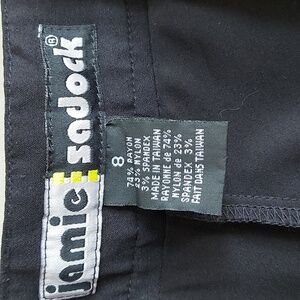 jamie sadock®
8
74% RAYON
23% NYLON
3% SPANDEX
MADE IN TAIWAN
RAYONNE de 74%
NYLON de 23%
SPANDEX 3%
FAIT DANS TAIWAN